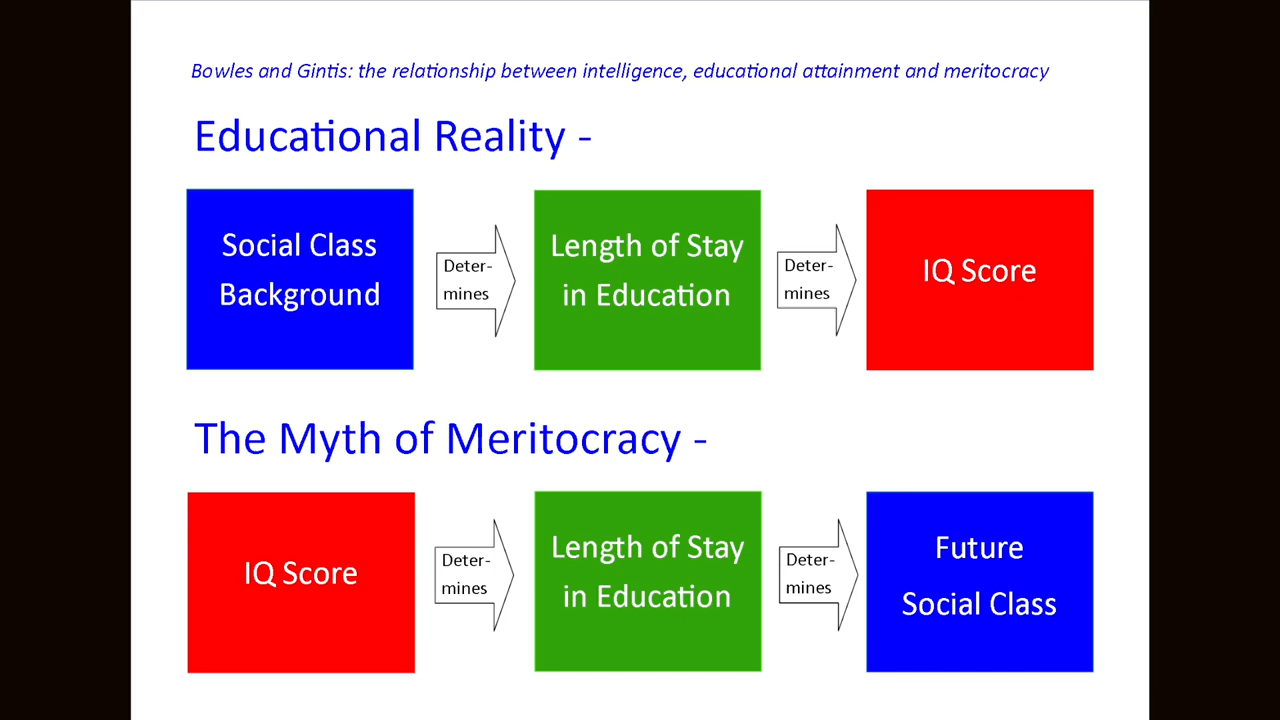 Bowles and Gintis: the relationship between intelligence, educational attainment and meritocracy
Educational Reality -
Social Class
Background
Deter-
mines
Length of Stay
in Education
Deter-
mines
IQ Score
The Myth of Meritocracy -
IQ Score
Deter-
mines
Length of Stay
in Education
Deter-
mines
Future
Social Class